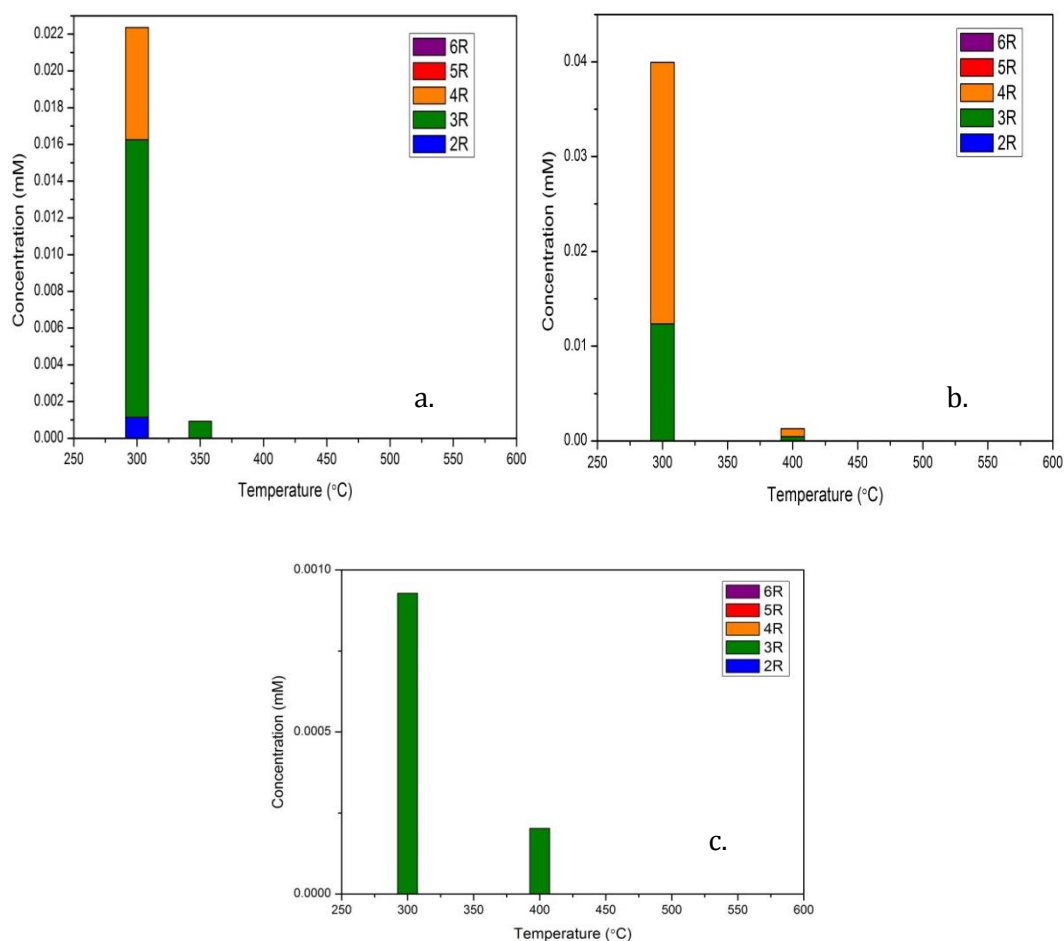 0.022
0.020
0.018
0.016
0.014
0.012
0.010
0.008
0.006
0.004
0.002
0.000
Concentration (mM)
6R
5R
4R
3R
2R
a.
250 300 350 400 450 500 550 600
Temperature (°C)
0.04
0.03
0.02
0.01
0.00
Concentration (mM)
6R
5R
4R
3R
2R
b.
250 300 350 400 450 500 550 600
Temperature (°C)
0.0010
0.0005
0.0000
Concentration (mM)
6R
5R
4R
3R
2R
c.
250 300 350 400 450 500 550 600
Temperature (°C)